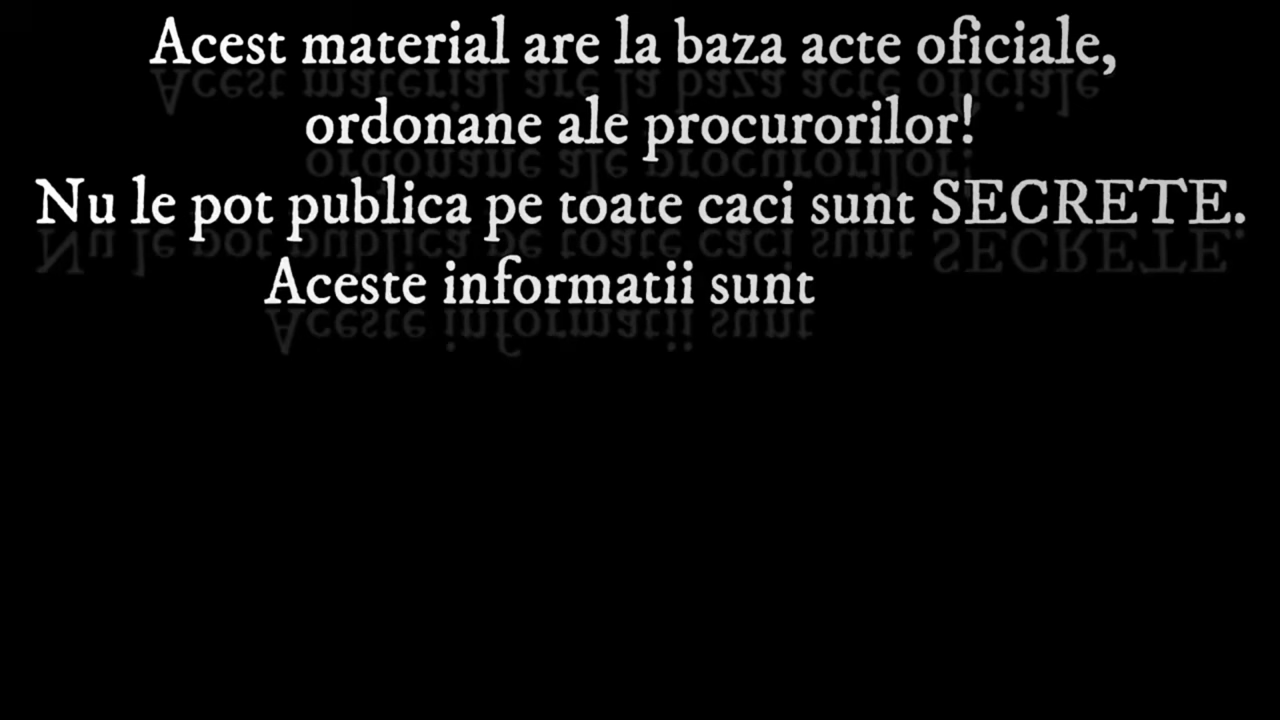 Acest material are la baza acte oficiale,
ordonane ale procurorilor!
Nu le pot publica pe toate caci sunt SECRETE.
Aceste informatii sunt